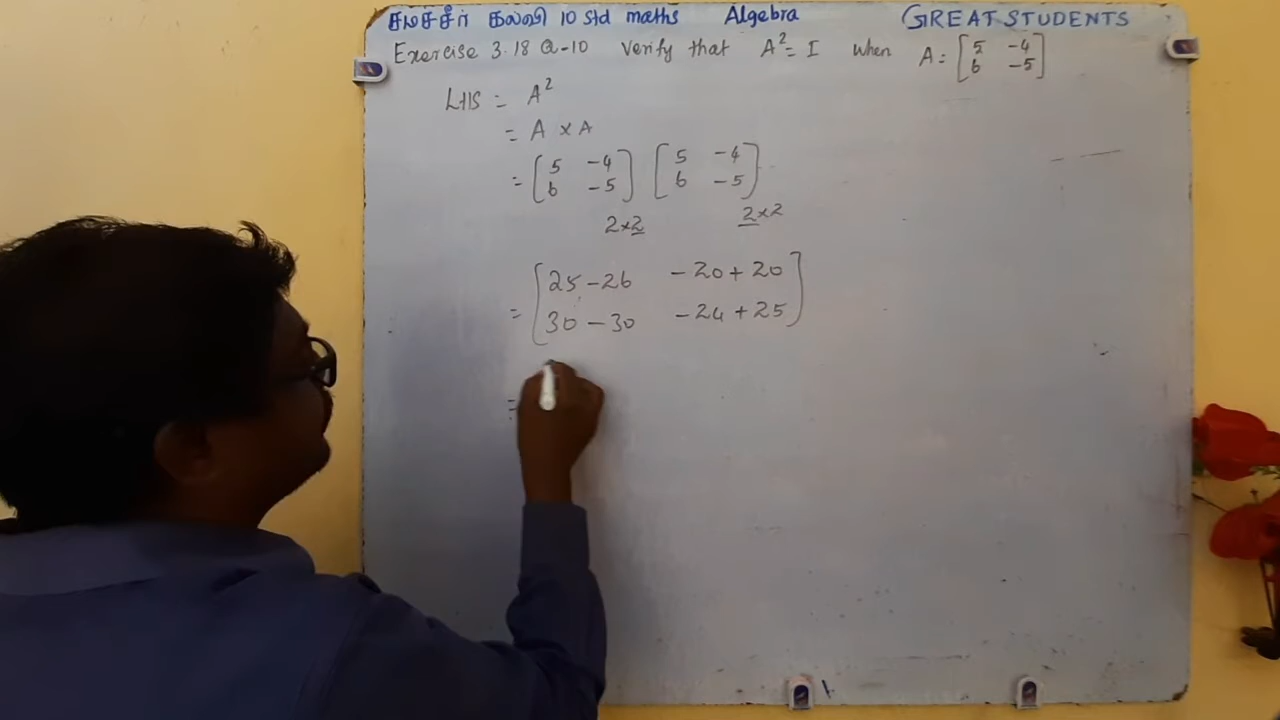 சமச்சீர் கல்வி 10 Std maths Algebra GREAT STUDENTS
Exercise 3.18 Q-10 Verify that A²= I when A= [5 -4
6 -5]
LHS = A²
= A × A
= [5 -4
6 -5] [5 -4
6 -5]
2×2 2×2
= [25-26 -20+20
30-30 -24+25]
=